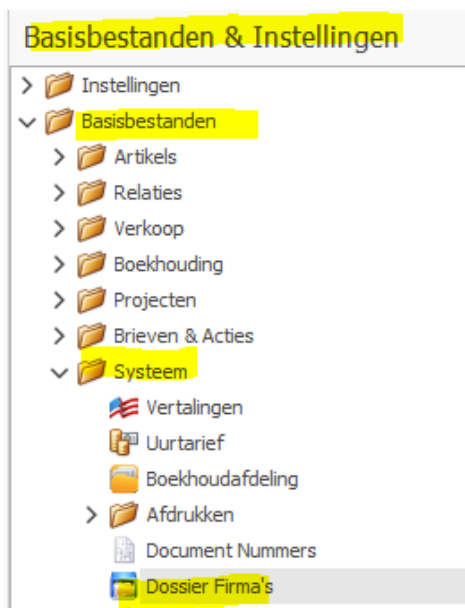 Basisbestanden & Instellingen
Instellingen
Basisbestanden
Artikels
Relaties
Verkoop
Boekhouding
Projecten
Brieven & Acties
Systeem
Vertalingen
Uurtarief
Boekhoudafdeling
Afdrukken
Document Nummers
Dossier Firma's